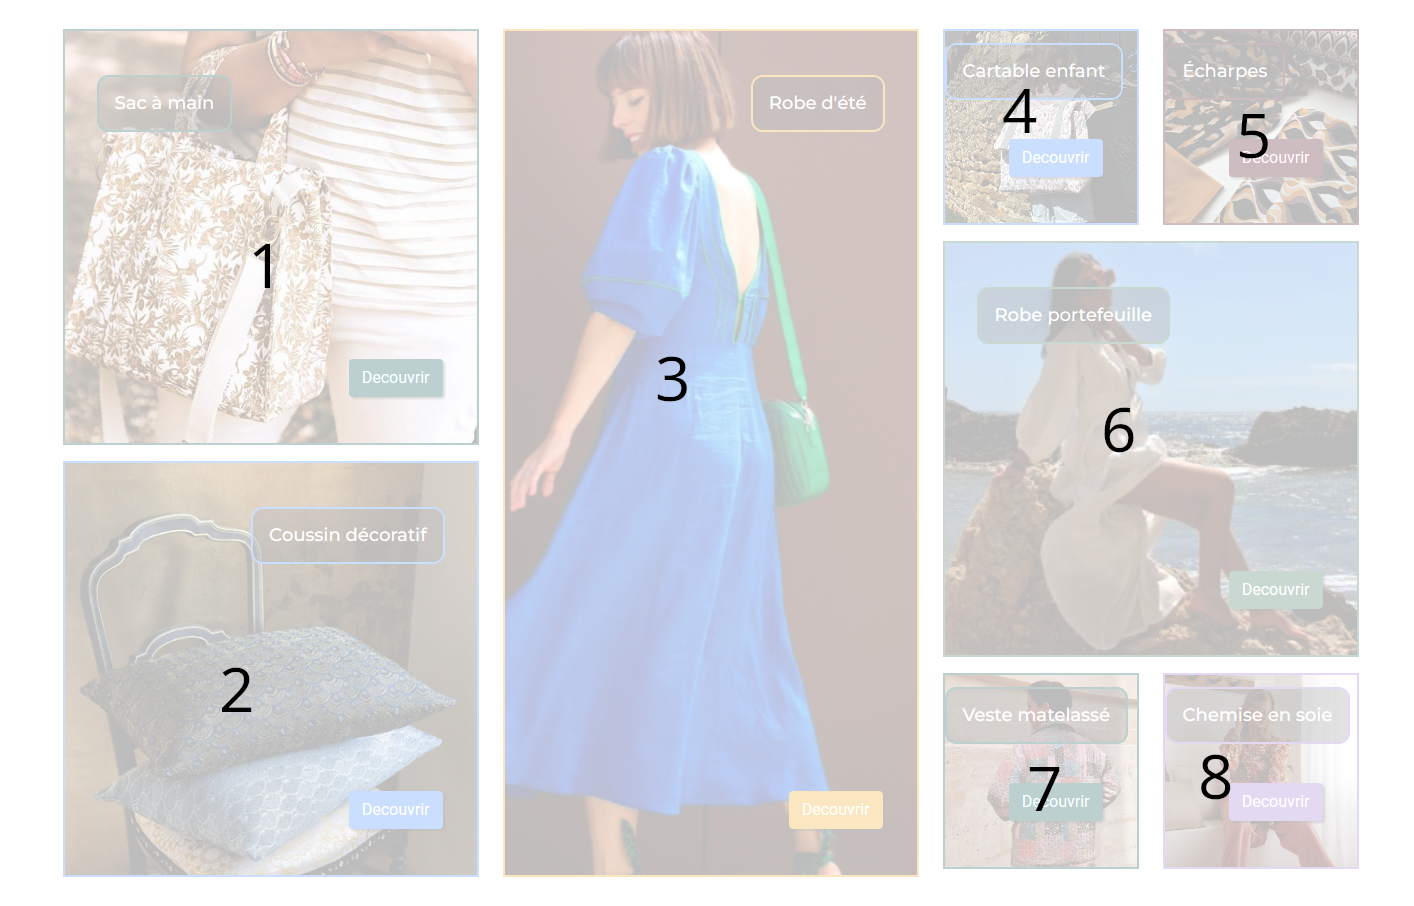 Sac à main
1
Decouvrir
Coussin décoratif
2
Decouvrir
Robe d'été
3
Decouvrir
Cartable enfant
4
Decouvrir
Écharpes
5
Decouvrir
Robe portefeuille
6
Decouvrir
Veste matelassé
7
Decouvrir
Chemise en soie
8
Decouvrir